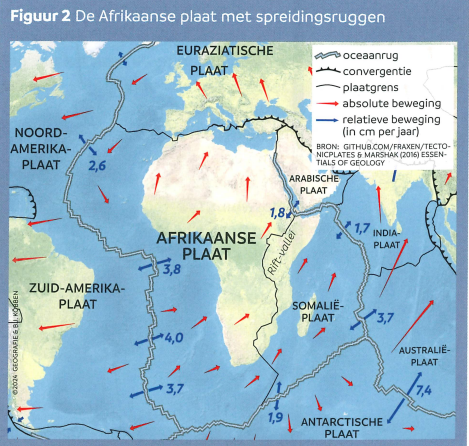 Figuur 2 De Afrikaanse plaat met spreidingsruggen
EURAZIATISCHE
PLAAT
oceaanrug
convergentie
plaatgrens
absolute beweging
relatieve beweging
(in cm per jaar)
BRON: GITHUB.COM/FRAXEN/TECTO-
NICPLATES & MARSHAK (2016) ESSEN-
TIALS OF GEOLOGY
NOORD-
AMERIKA-
PLAAT
2,6
ARABISCHE
PLAAT
1,8
1,7
INDIA-
PLAAT
AFRIKAANSE
PLAAT
Rift-vallei
3,8
ZUID-AMERIKA-
PLAAT
SOMALIË-
PLAAT
3,7
4,0
AUSTRALIË-
PLAAT
3,7
7,4
1,9
ANTARCTISCHE
PLAAT
©2024 GEOGRAFIE & B.J. KÖBBEN